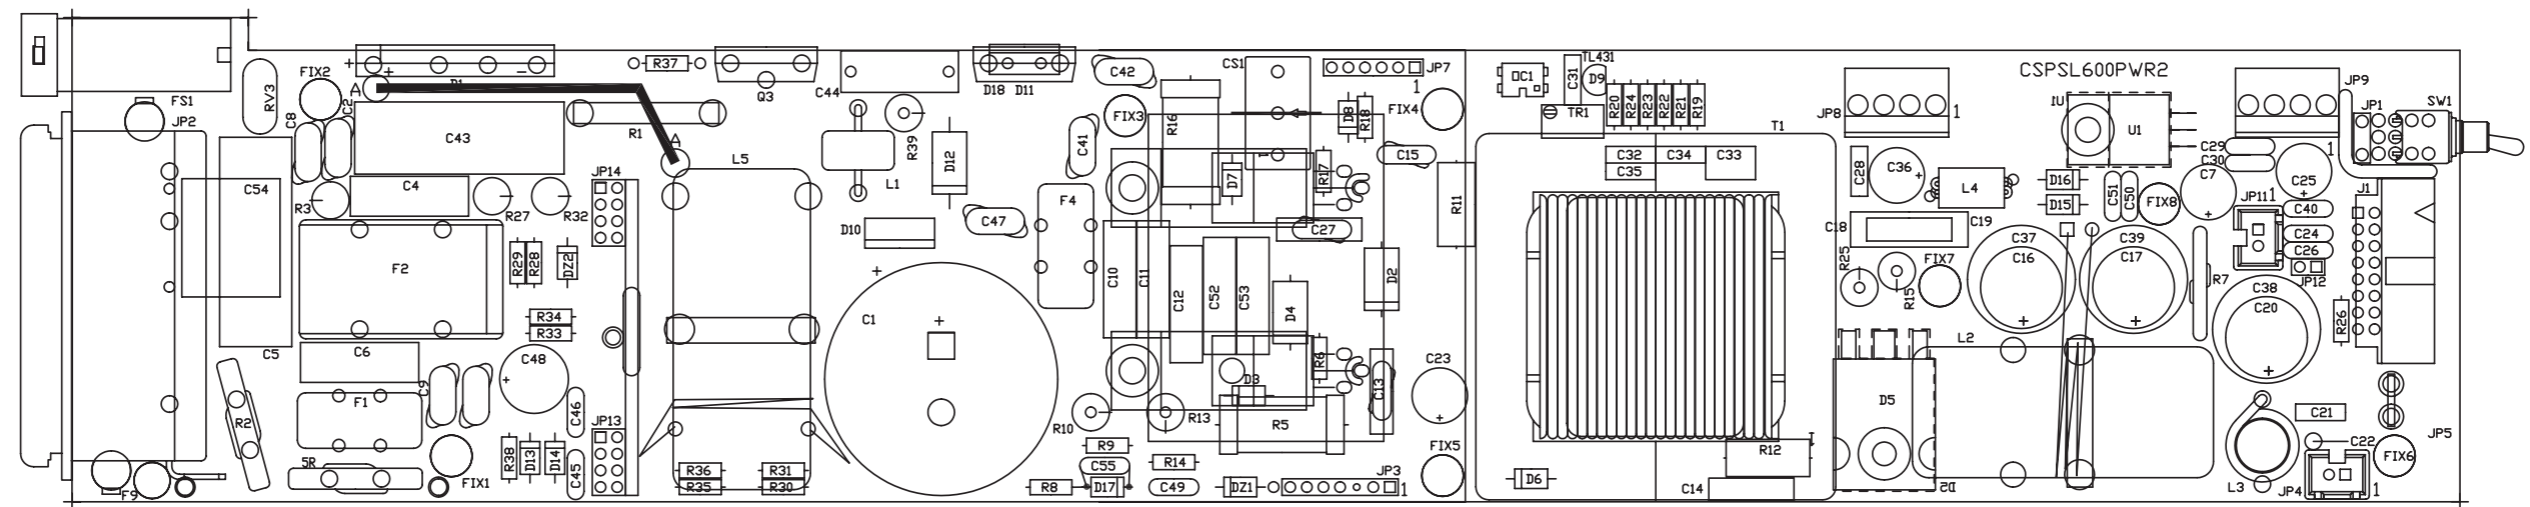 CSPSL600PWR2
FS1
JP2
RV3
FIX2
+
+
D1
-
A
R37
Q3
C44
D18
D11
C42
CS1
JP7
1
OC1
C31
TL431
D9
JP8
1
U1
JP9
JP1
SW1
C8
C2
C43
R1
A
L5
L1
R39
D12
C41
FIX3
R16
D8
R18
FIX4
TR1
R20
R24
R23
R22
R21
R19
T1
C29
C30
C54
C4
R3
R27
R32
JP14
D10
C47
F4
D7
R17
C15
R11
C32
C34
C33
C35
C28
C36
+
L4
D16
D15
C51
C50
FIX8
C7
+
C25
+
1
J1
JP11
1
C40
C24
C26
JP12
F2
R29
R28
DZ2
C10
C11
C12
C52
C53
D4
C27
D2
C18
C19
R25
R15
FIX7
C37
C16
+
C39
C17
+
R7
C38
C20
+
R26
C5
C6
R34
R33
C48
+
C1
+
+
D3
R6
C13
C23
+
D5
L2
R2
F1
C9
C46
JP13
R10
R13
R5
R12
C21
C22
JP5
FIX6
F9
5R
FIX1
R38
D13
D14
C45
R36
R35
R31
R30
R9
C55
R8
D17
R14
C49
DZ1
JP3
1
FIX5
D6
C14
D2
L3
JP4
1